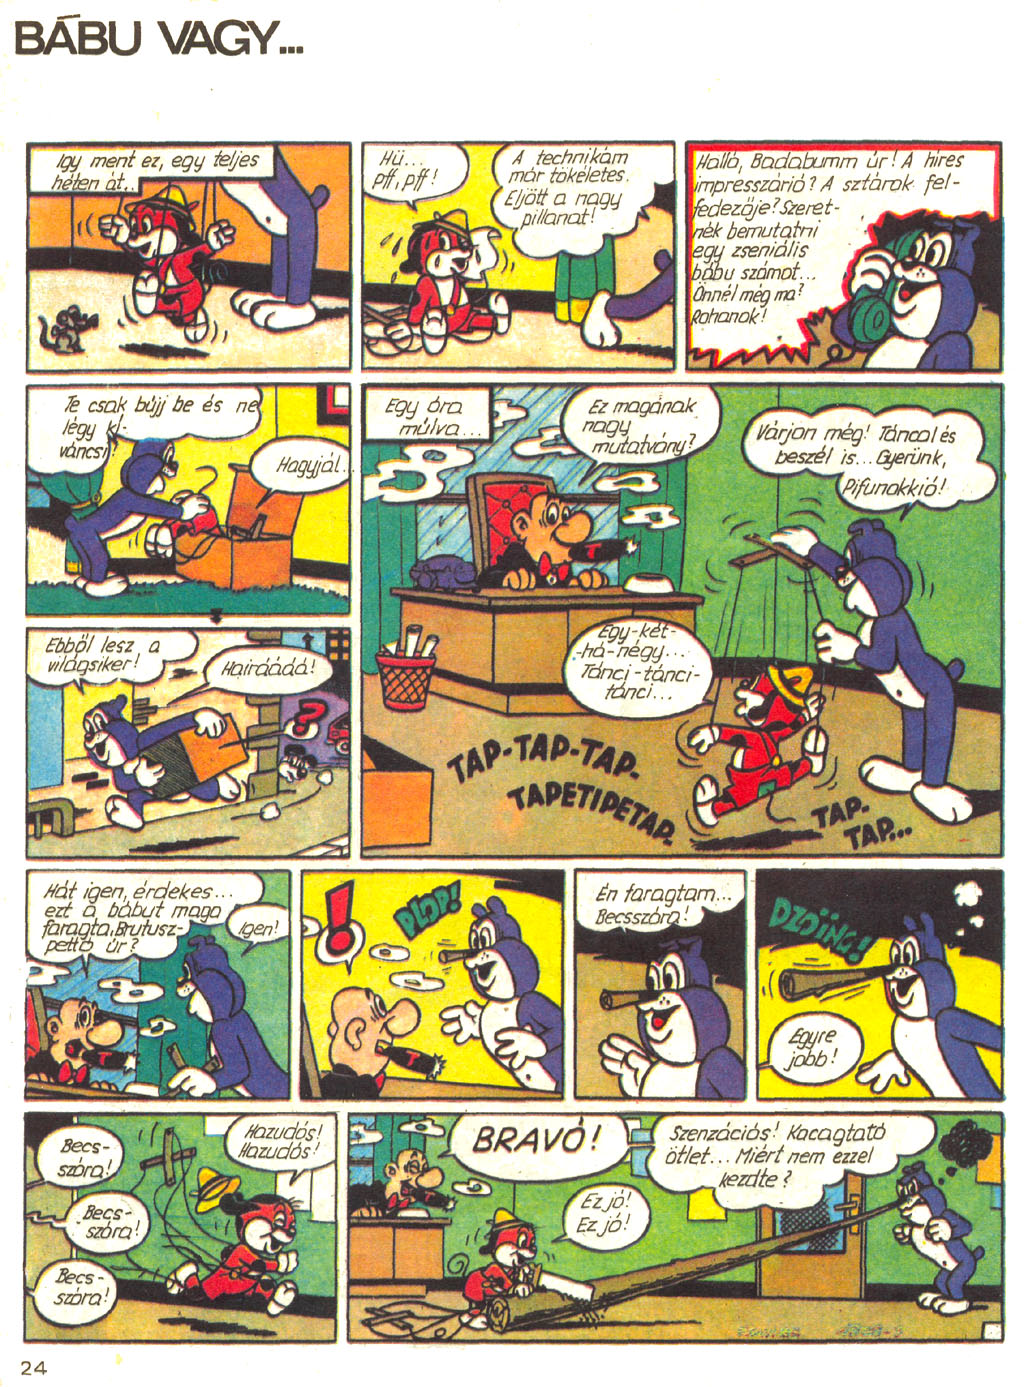 BÁBU VAGY...
Igy ment ez, egy teljes
héten át...
Hü...
pff, pff!
A technikám
már tökéletes.
Eljött a nagy
pillanat!
Halló, Badabumm úr! A híres
impresszárió? A sztárok fel-
fedezője? Szeret-
nék bemutatni
egy zseniális
bábu számot...
Önnél még ma?
Rohanok!
Te csak bújj be és ne
légy kí-
váncsi!
Hagyjál...
Ebből lesz a
világsiker!
Hairáádá!
?
Egy óra
múlva...
Ez magának
nagy
mutatvány?
Várjon még! Táncol és
beszél is... Gyerünk,
Pifunokkió!
Egy-két-
-há-négy...
Tánci-tánci-
tánci...
T
TAP-TAP-TAP-
TAPETIPETAP-
TAP-
TAP...
Hát igen, érdekes...
ezt a bábut maga
faragta, Brutusz-
pettó úr?
Igen!
T
!
PLOP!
T
Én faragtam...
Becsszóra!
DZOING!
Egyre
jobb!
Becs-
szóra!
Becs-
szóra!
Becs-
szóra!
Hazudós!
Hazudós!
BRAVÓ!
Szenzációs! Kacagtató
ötlet... Miért nem ezzel
kezdte?
Ez jó!
Ez jó!
24